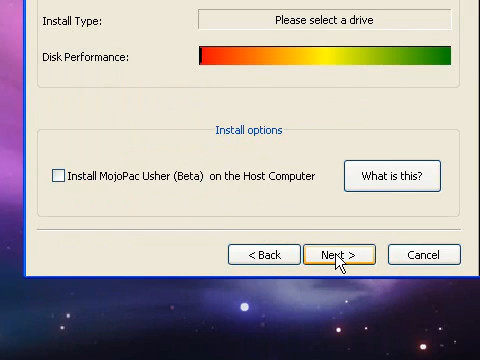 Install Type: Please select a drive
Disk Performance:
Install options
Install MojoPac Usher (Beta) on the Host Computer What is this?
< Back Next > Cancel